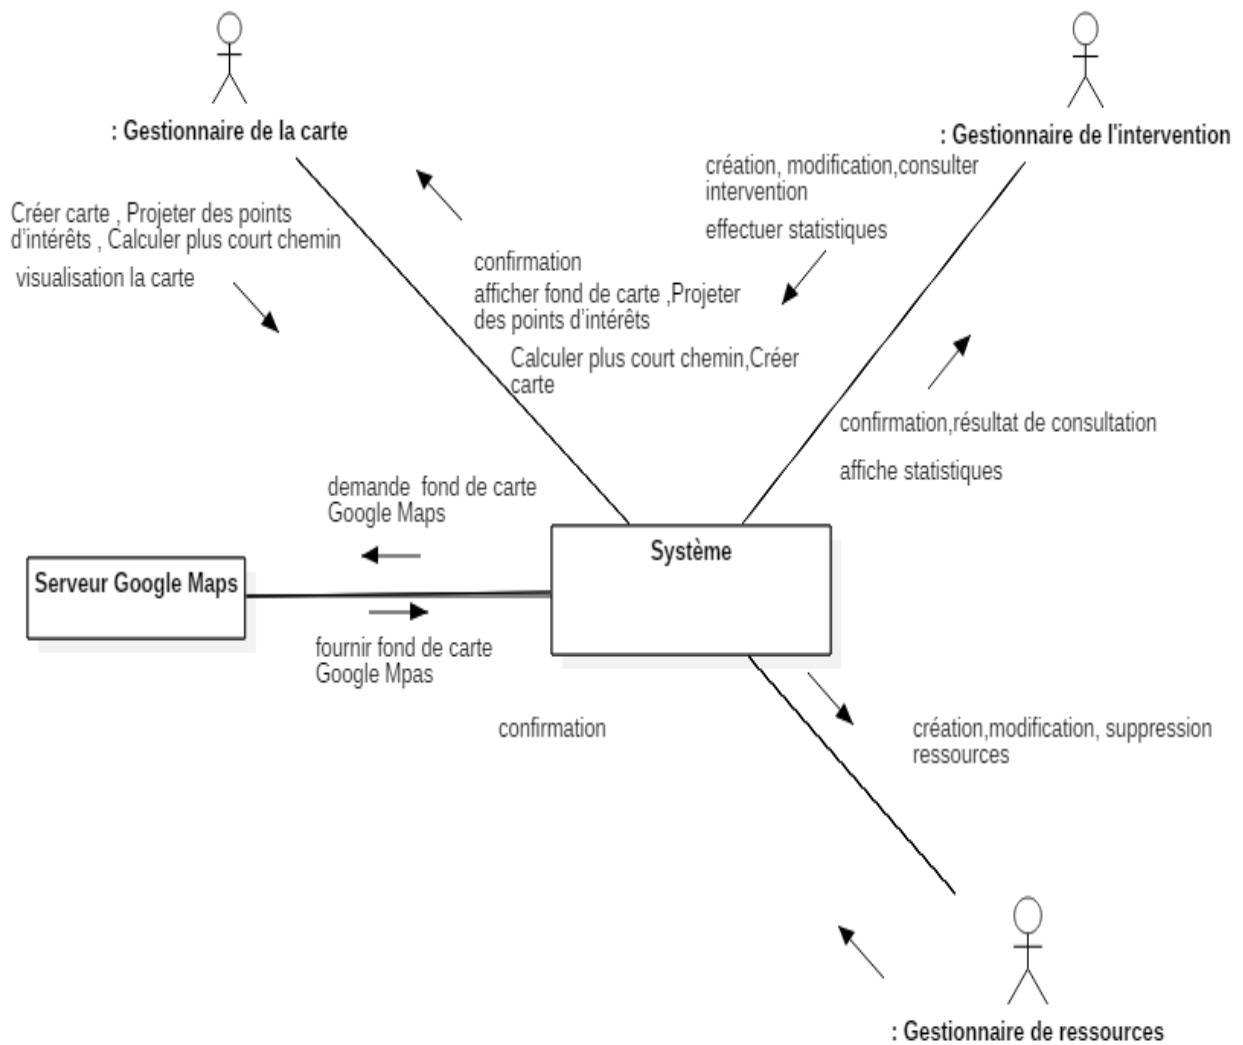 : Gestionnaire de la carte
: Gestionnaire de l'intervention
création, modification,consulter
intervention
effectuer statistiques
Créer carte , Projeter des points
d'intérêts , Calculer plus court chemin
visualisation la carte
confirmation
afficher fond de carte ,Projeter
des points d'intérêts
Calculer plus court chemin,Créer
carte
confirmation,résultat de consultation
affiche statistiques
demande fond de carte
Google Maps
Système
Serveur Google Maps
fournir fond de carte
Google Mpas
confirmation
création,modification, suppression
ressources
: Gestionnaire de ressources